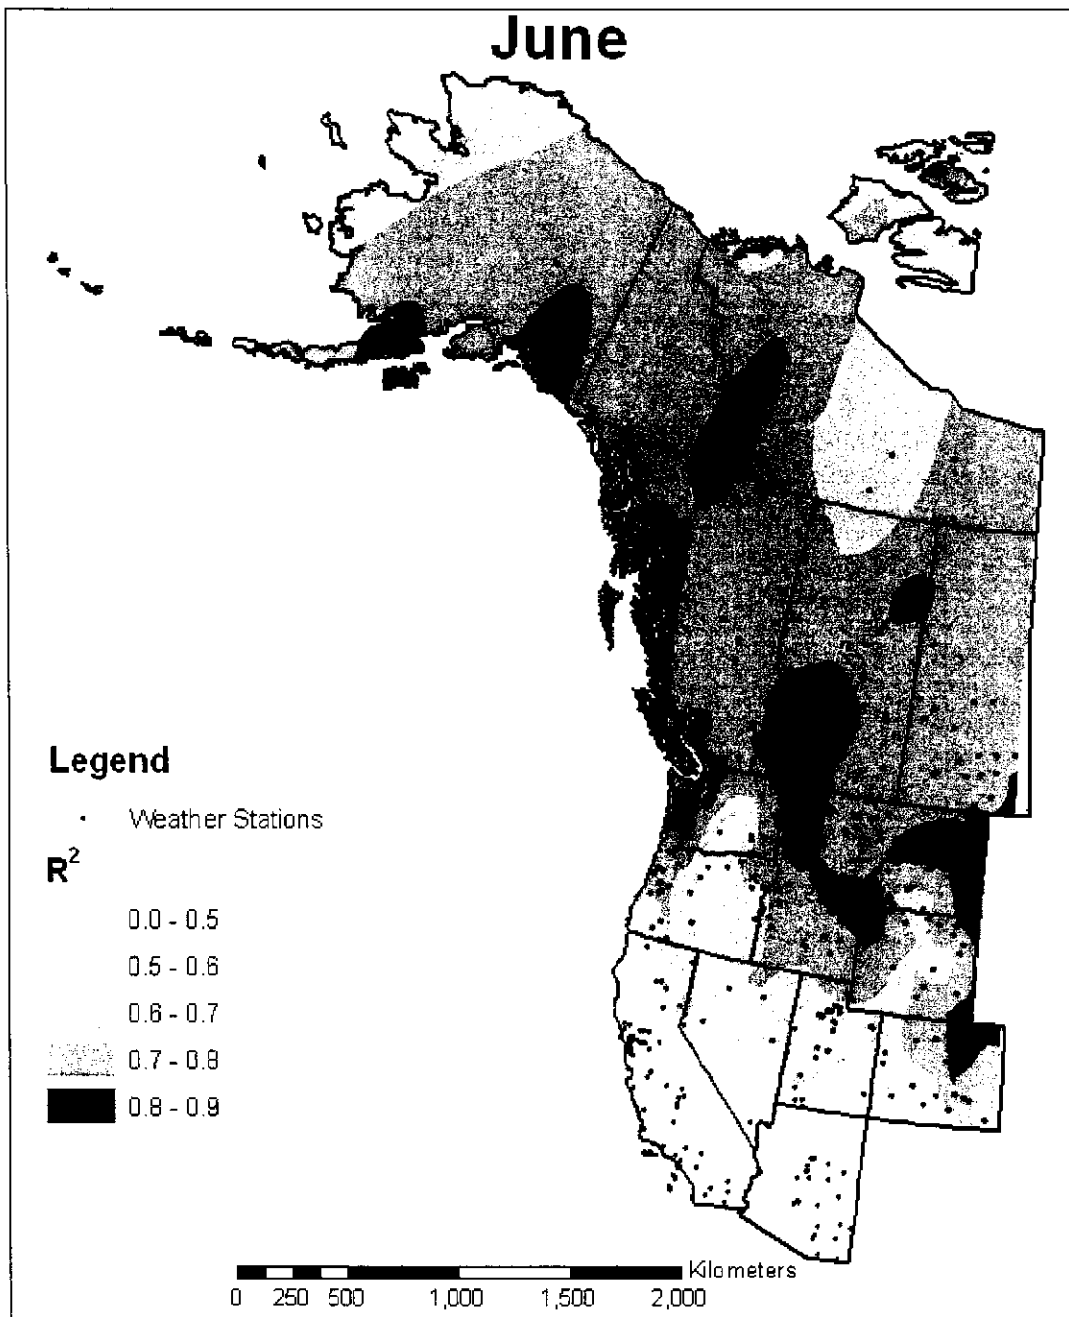 June
Legend
Weather Stations
R²
0.0 - 0.5
0.5 - 0.6
0.6 - 0.7
0.7 - 0.8
0.8 - 0.9
Kilometers
0 250 500 1,000 1,500 2,000